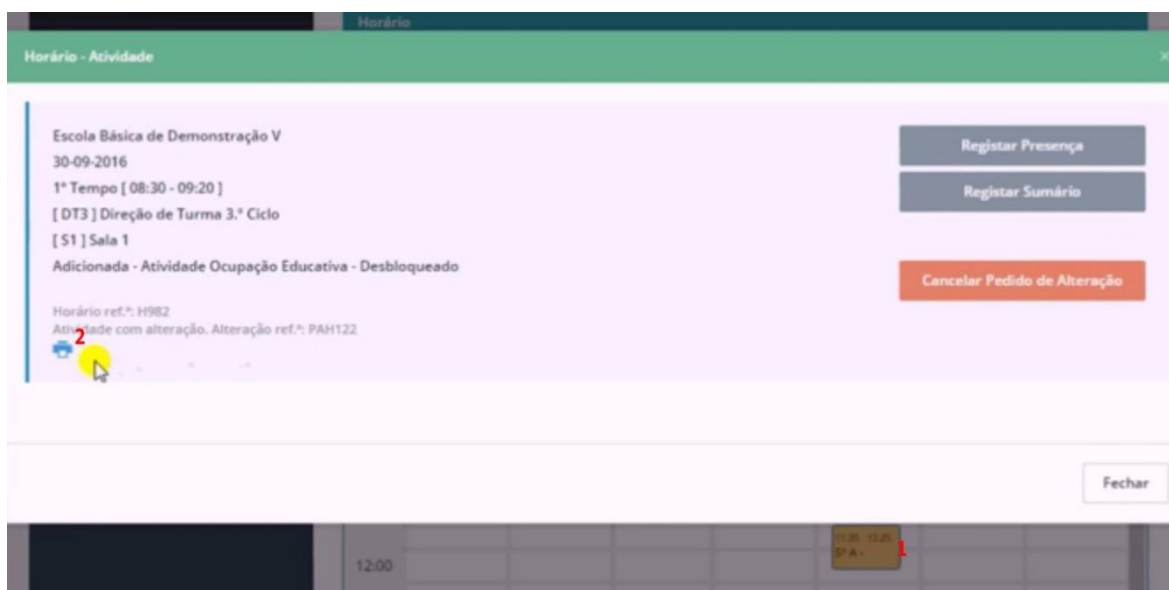 Horário
Horário - Atividade
×
Escola Básica de Demonstração V
30-09-2016
1º Tempo [ 08:30 - 09:20 ]
[ DT3 ] Direção de Turma 3.º Ciclo
[ S1 ] Sala 1
Adicionada - Atividade Ocupação Educativa - Desbloqueado
Horário ref.ª: H982
Atividade com alteração. Alteração ref.ª: PAH122
2
Registar Presença
Registar Sumário
Cancelar Pedido de Alteração
Fechar
5º A -
1
12:00